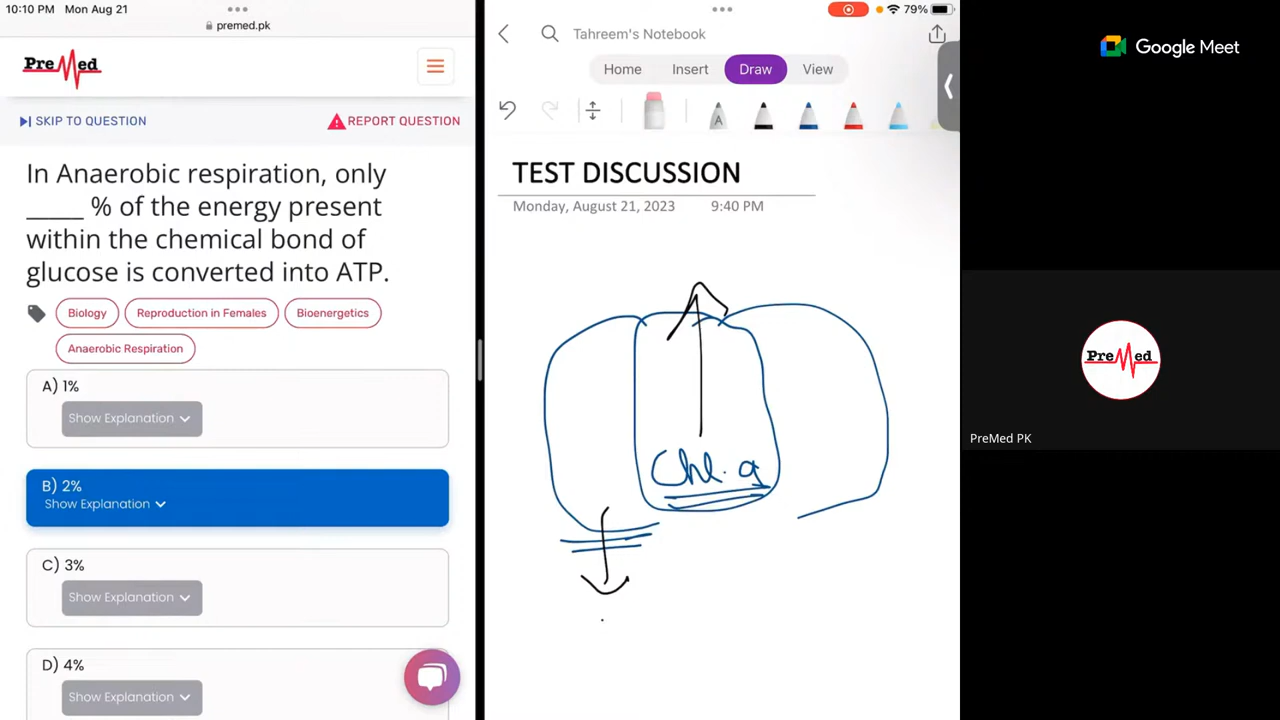 10:10 PM Mon Aug 21
premed.pk
PreMed
SKIP TO QUESTION
REPORT QUESTION
In Anaerobic respiration, only
_____ % of the energy present
within the chemical bond of
glucose is converted into ATP.
Biology
Reproduction in Females
Bioenergetics
Anaerobic Respiration
A) 1%
Show Explanation
B) 2%
Show Explanation
C) 3%
Show Explanation
D) 4%
Show Explanation
79%
Tahreem's Notebook
Home Insert Draw View
A
TEST DISCUSSION
Monday, August 21, 2023 9:40 PM
Chl. a
Google Meet
PreMed
PreMed PK